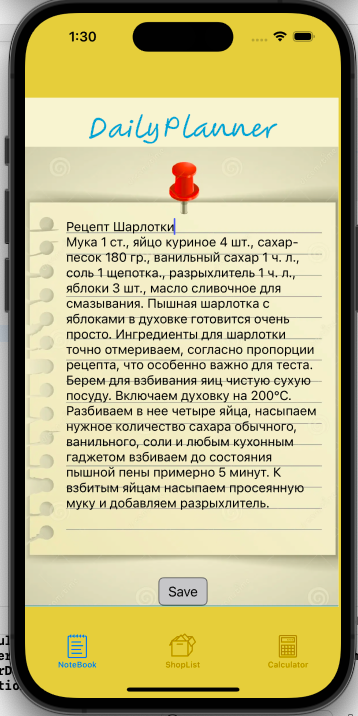 1:30
DailyPlanner
Рецепт Шарлотки
Мука 1 ст., яйцо куриное 4 шт., сахар-
песок 180 гр., ванильный сахар 1 ч. л.,
соль 1 щепотка., разрыхлитель 1 ч. л.,
яблоки 3 шт., масло сливочное для
смазывания. Пышная шарлотка с
яблоками в духовке готовится очень
просто. Ингредиенты для шарлотки
точно отмериваем, согласно пропорции
рецепта, что особенно важно для теста.
Берем для взбивания яиц чистую сухую
посуду. Включаем духовку на 200°С.
Разбиваем в нее четыре яйца, насыпаем
нужное количество сахара обычного,
ванильного, соли и любым кухонным
гаджетом взбиваем до состояния
пышной пены примерно 5 минут. К
взбитым яйцам насыпаем просеянную
муку и добавляем разрыхлитель.
Save
NoteBook ShopList Calculator